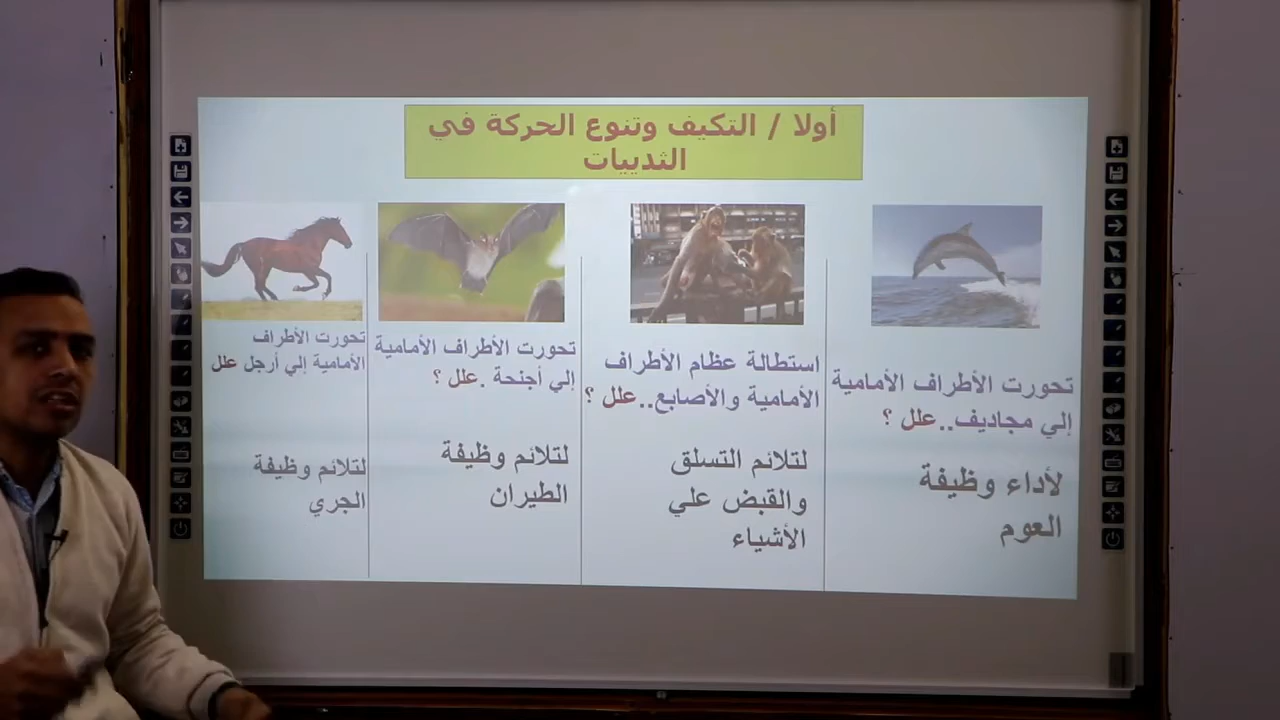 أولا / التكيف وتنوع الحركة في
الثدييات
تحورت الأطراف الأمامية
إلي مجاديف..علل ؟
لأداء وظيفة
العوم
استطالة عظام الأطراف
الأمامية والأصابع..علل ؟
لتلائم التسلق
والقبض علي
الأشياء
تحورت الأطراف الأمامية
إلي أجنحة .علل ؟
لتلائم وظيفة
الطيران
تحورت الأطراف
الأمامية إلي أرجل علل
لتلائم وظيفة
الجري